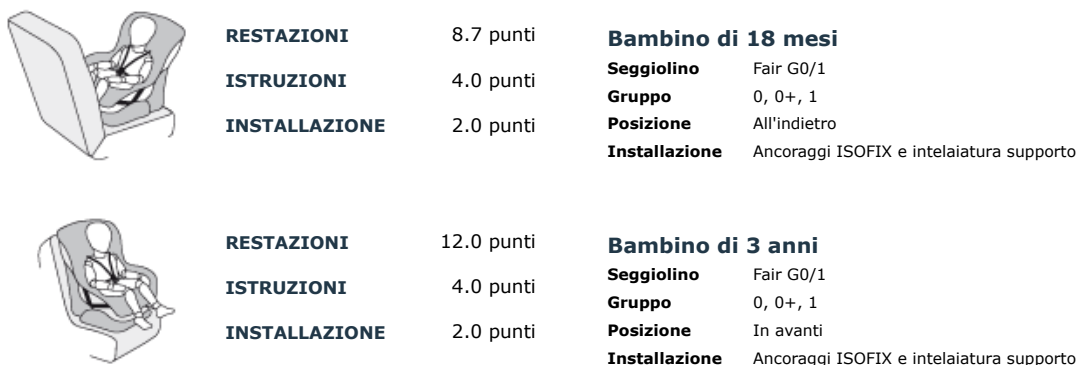 RESTAZIONI 8.7 punti
ISTRUZIONI 4.0 punti
INSTALLAZIONE 2.0 punti
Bambino di 18 mesi
Seggiolino Fair G0/1
Gruppo 0, 0+, 1
Posizione All'indietro
Installazione Ancoraggi ISOFIX e intelaiatura supporto
RESTAZIONI 12.0 punti
ISTRUZIONI 4.0 punti
INSTALLAZIONE 2.0 punti
Bambino di 3 anni
Seggiolino Fair G0/1
Gruppo 0, 0+, 1
Posizione In avanti
Installazione Ancoraggi ISOFIX e intelaiatura supporto